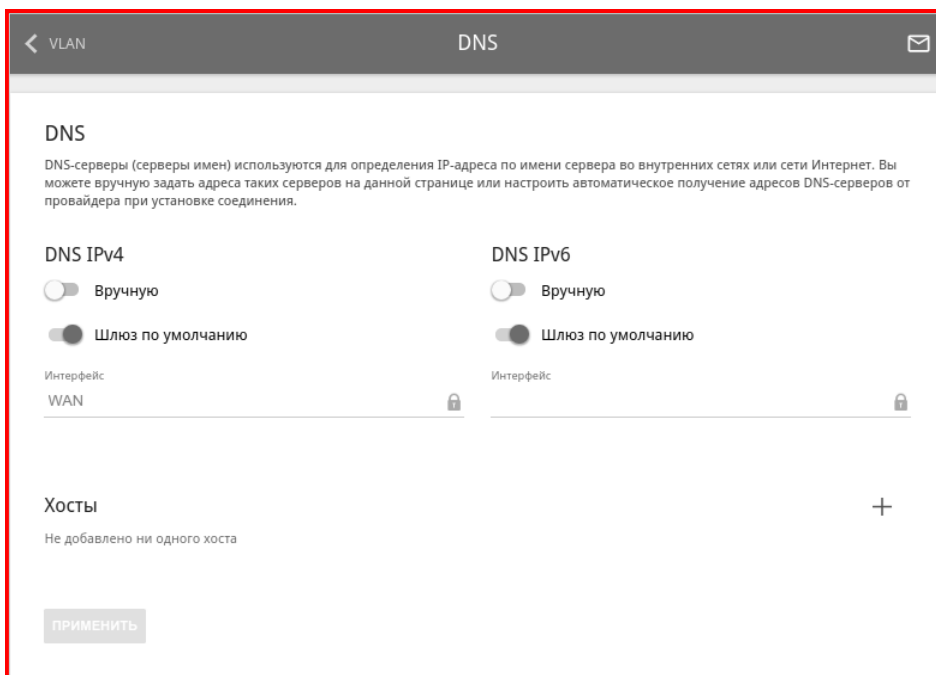 VLAN
DNS
DNS
DNS-серверы (серверы имен) используются для определения IP-адреса по имени сервера во внутренних сетях или сети Интернет. Вы
можете вручную задать адреса таких серверов на данной странице или настроить автоматическое получение адресов DNS-серверов от
провайдера при установке соединения.
DNS IPv4
Вручную
Шлюз по умолчанию
Интерфейс
WAN
DNS IPv6
Вручную
Шлюз по умолчанию
Интерфейс
Хосты
Не добавлено ни одного хоста
ПРИМЕНИТЬ